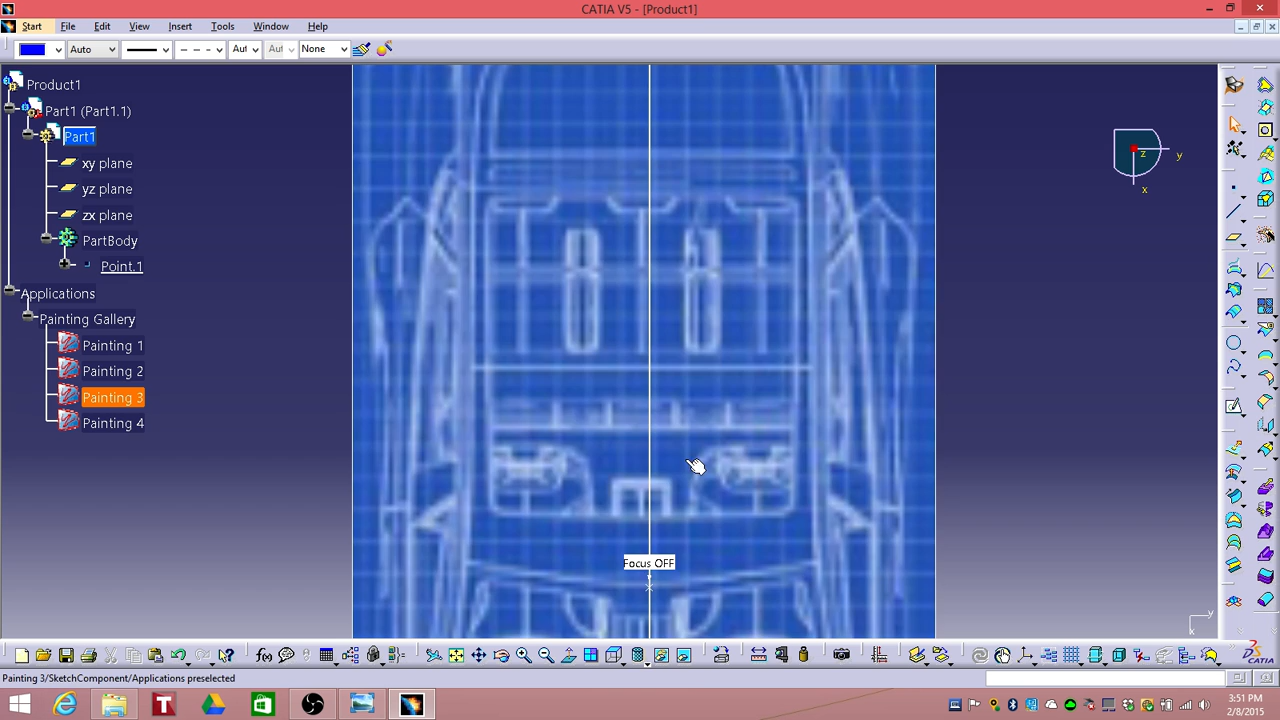 CATIA V5 - [Product1]
Start File Edit View Insert Tools Window Help
Auto Aut Aut None
Product1
Part1 (Part1.1)
Part1
xy plane
yz plane
zx plane
PartBody
Point.1
Applications
Painting Gallery
Painting 1
Painting 2
Painting 3
Painting 4
z y
x
Focus OFF
y
x
CATIA
Painting 3/SketchComponent/Applications preselected
3:51 PM
2/8/2015